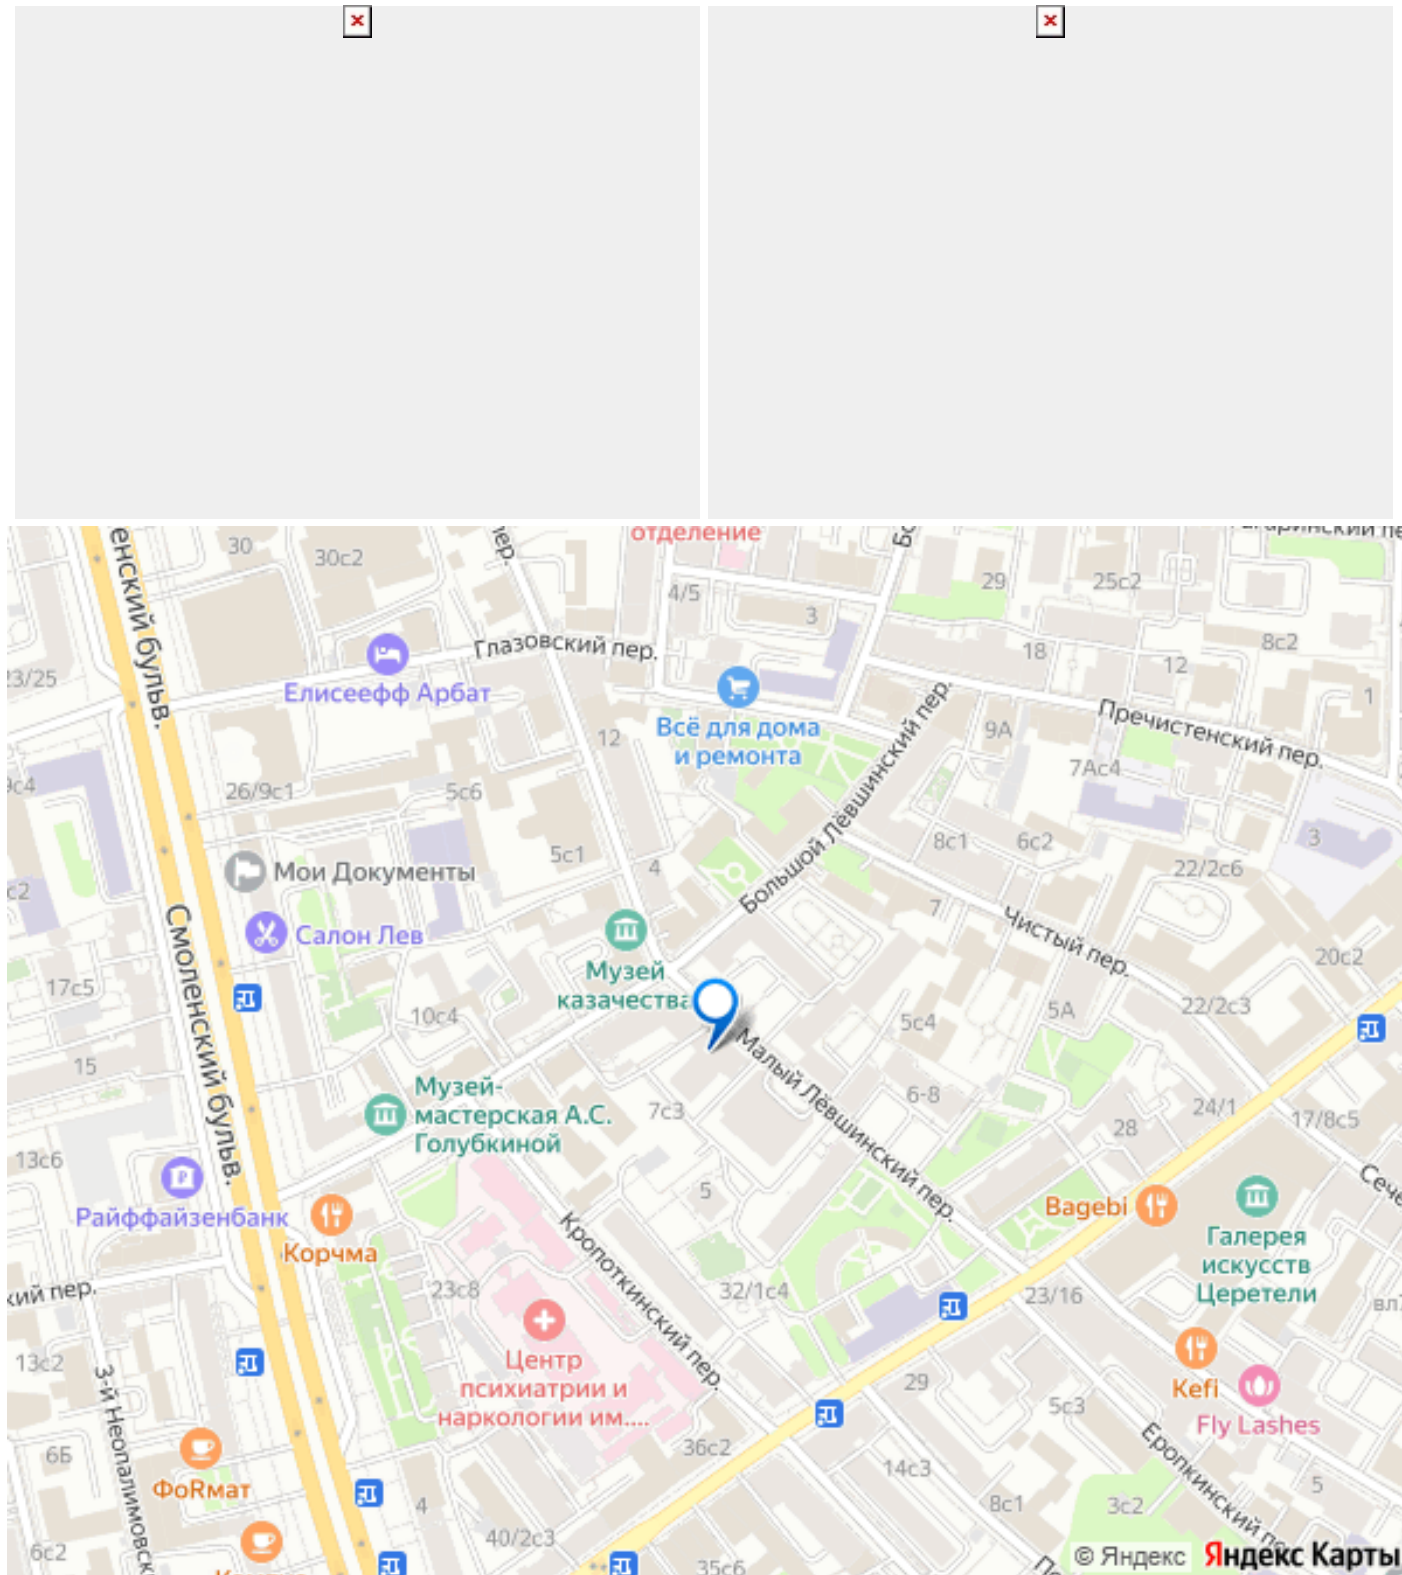 отделение
30
30с2
29
25с2
4/5
3
8с2
Глазовский пер.
18
12
23/25
Елисеефф Арбат
1
енский бульв.
Всё для дома
и ремонта
12
9А
Пречистенский пер.
7Ас4
26/9с1
5с6
Большой Лёвшинский пер.
8с1
6с2
3
5с1
4
Мои Документы
22/2с6
7
Чистый пер.
Салон Лев
Смоленский бульв.
20с2
Музей
казачества
17с5
10с4
5с4
5А
22/2с3
15
Малый Лёвшинский пер.
Музей-
мастерская А.С.
Голубкиной
7с3
6-8
24/1
28
17/8с5
13с6
5
Райффайзенбанк
Корчма
Bagebi
Галерея
искусств
Церетели
Кропоткинский пер.
23с8
32/1с4
23/16
13с2
Центр
психиатрии и
наркологии им....
3-й Неопалимовск
29
Kefi
5с3
Fly Lashes
6Б
ФоRмат
36с2
14с3
Еропкинский пе
5
4
8с1
3с2
6с2
40/2с3
35с6
© Яндекс Яндекс Карты